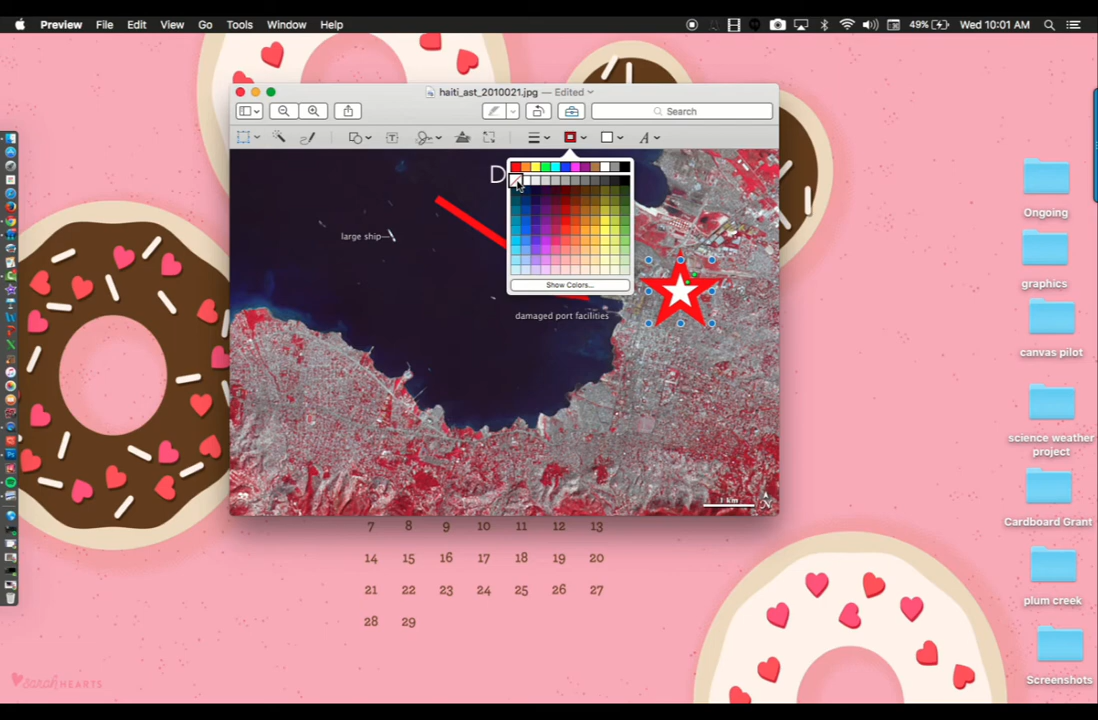 Preview File Edit View Go Tools Window Help 49% Wed 10:01 AM
haiti_ast_2010021.jpg — Edited
Search
D
large ship
Show Colors...
damaged port facilities
1 km N
7 8 9 10 11 12 13
14 15 16 17 18 19 20
21 22 23 24 25 26 27
28 29
Ongoing
graphics
canvas pilot
science weather
project
Cardboard Grant
plum creek
Screenshots
sarah HEARTS